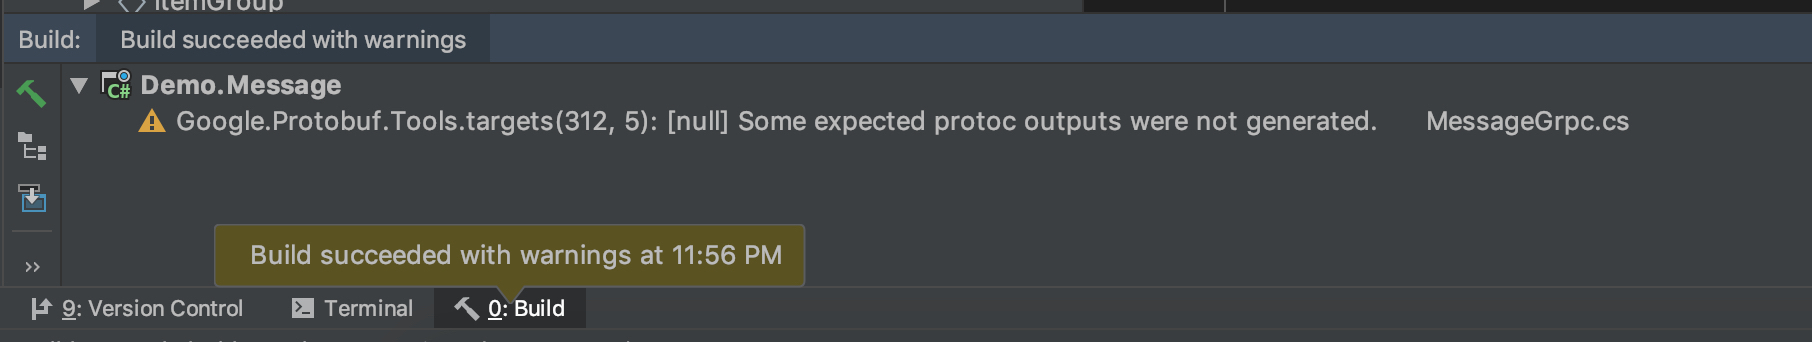 ItemGroup
Build: Build succeeded with warnings
C# Demo.Message
Google.Protobuf.Tools.targets(312, 5): [null] Some expected protoc outputs were not generated. MessageGrpc.cs
Build succeeded with warnings at 11:56 PM
9: Version Control Terminal 0: Build